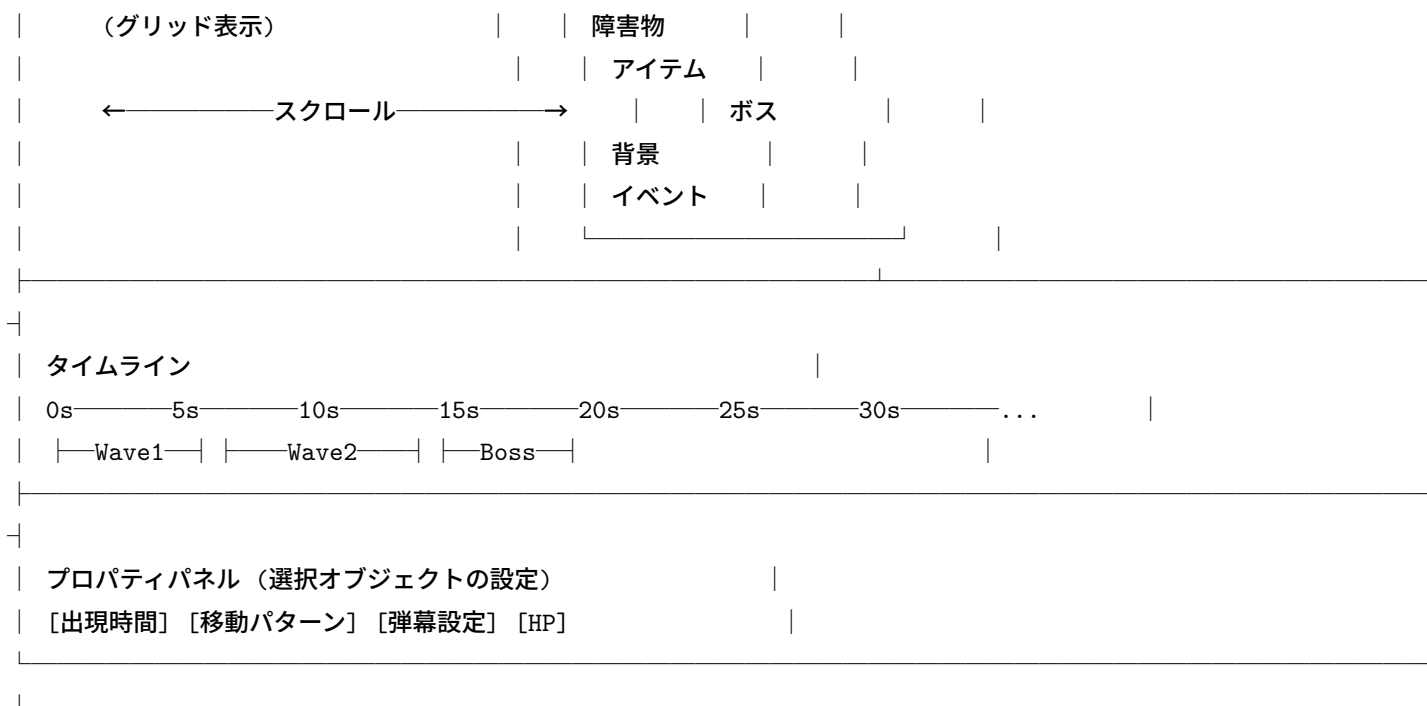 │ (グリッド表示) │ │ 障害物 │ │
│ │ │ アイテム │ │
│ ←──────スクロール──────→ │ │ ボス │ │
│ │ │ 背景 │ │
│ │ │ イベント │ │
│ │ └─────────────┘ │
├───────────────────────────────────┴───────────────────────
┤
│ タイムライン │
│ 0s────5s────10s────15s────20s────25s────30s────... │
│ ├──Wave1──┤ ├───Wave2───┤ ├──Boss──┤ │
├───────────────────────────────────────────────────────────
┤
│ プロパティパネル (選択オブジェクトの設定) │
│ [出現時間] [移動パターン] [弾幕設定] [HP] │
└───────────────────────────────────────────────────────────